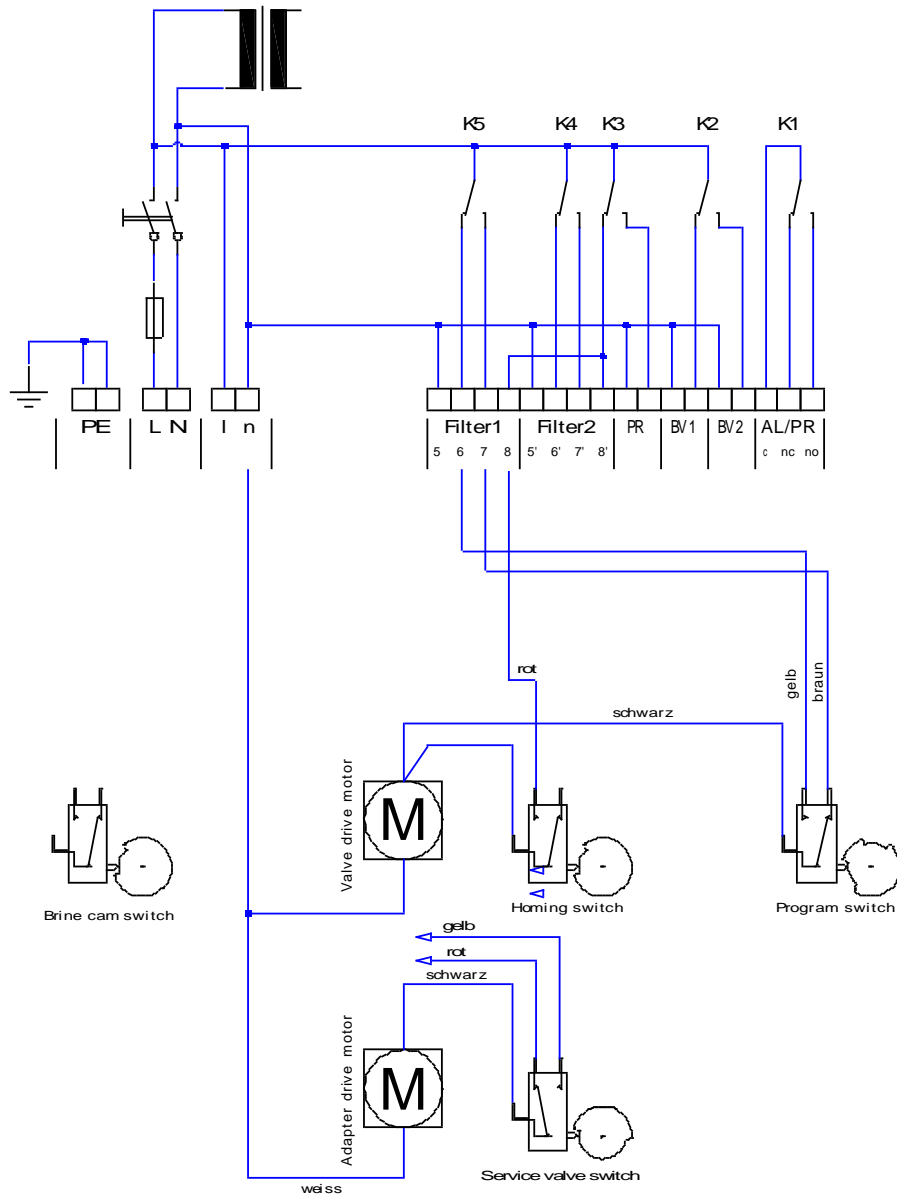 K5 K4 K3 K2 K1
PE L N l n Filter1 Filter2 PR BV1 BV2 AL/PR
5 6 7 8 5' 6' 7' 8' c nc no
rot
gelb
braun
schwarz
Valve drive motor
M
Brine cam switch
Homing switch
Program switch
gelb
rot
schwarz
Adapter drive motor
M
Service valve switch
weiss